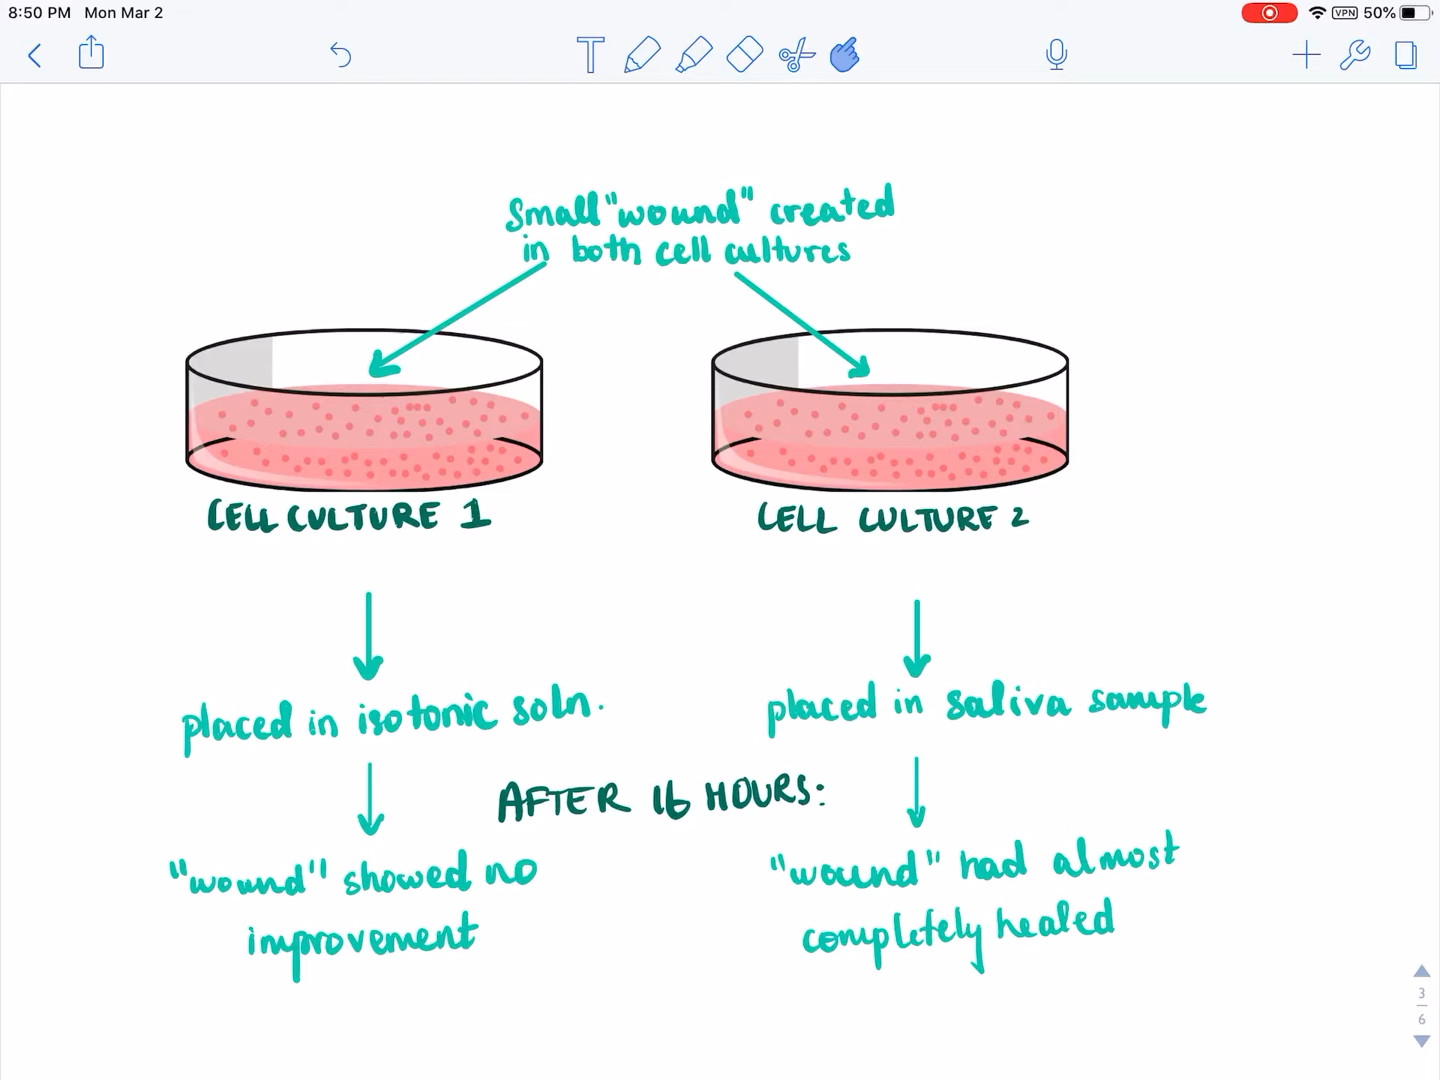 8:50 PM Mon Mar 2
VPN 50%
T
Small "wound" created
in both cell cultures
CELL CULTURE 1
CELL CULTURE 2
placed in isotonic soln.
placed in saliva sample
AFTER 16 HOURS:
"wound" showed no
improvement
"wound" had almost
completely healed
3
6